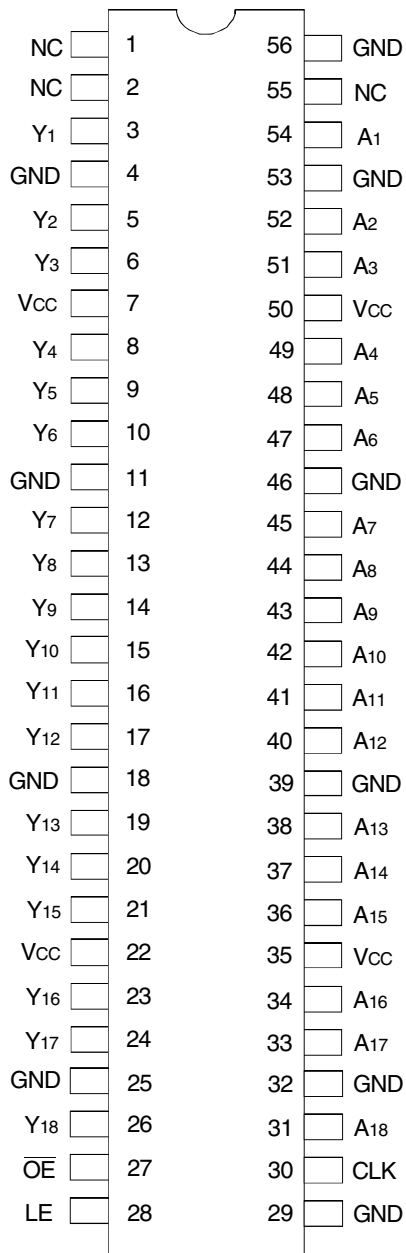 NC 1 56 GND
NC 2 55 NC
Y1 3 54 A1
GND 4 53 GND
Y2 5 52 A2
Y3 6 51 A3
VCC 7 50 VCC
Y4 8 49 A4
Y5 9 48 A5
Y6 10 47 A6
GND 11 46 GND
Y7 12 45 A7
Y8 13 44 A8
Y9 14 43 A9
Y10 15 42 A10
Y11 16 41 A11
Y12 17 40 A12
GND 18 39 GND
Y13 19 38 A13
Y14 20 37 A14
Y15 21 36 A15
VCC 22 35 VCC
Y16 23 34 A16
Y17 24 33 A17
GND 25 32 GND
Y18 26 31 A18
O̅E̅ 27 30 CLK
LE 28 29 GND